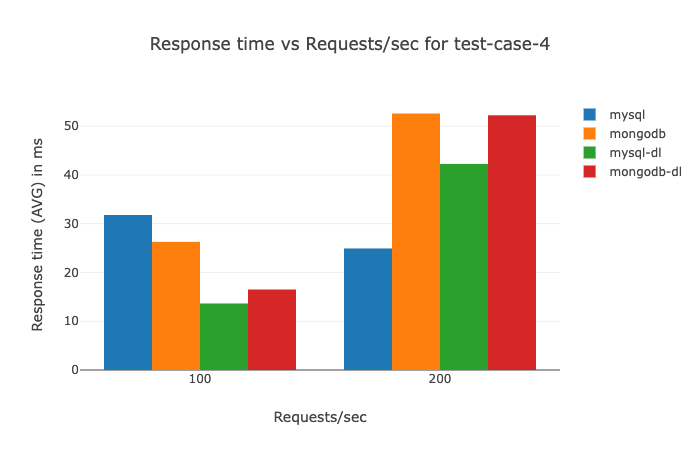 Response time vs Requests/sec for test-case-4
Response time (AVG) in ms
50
40
30
20
10
0
100
200
Requests/sec
mysql
mongodb
mysql-dl
mongodb-dl